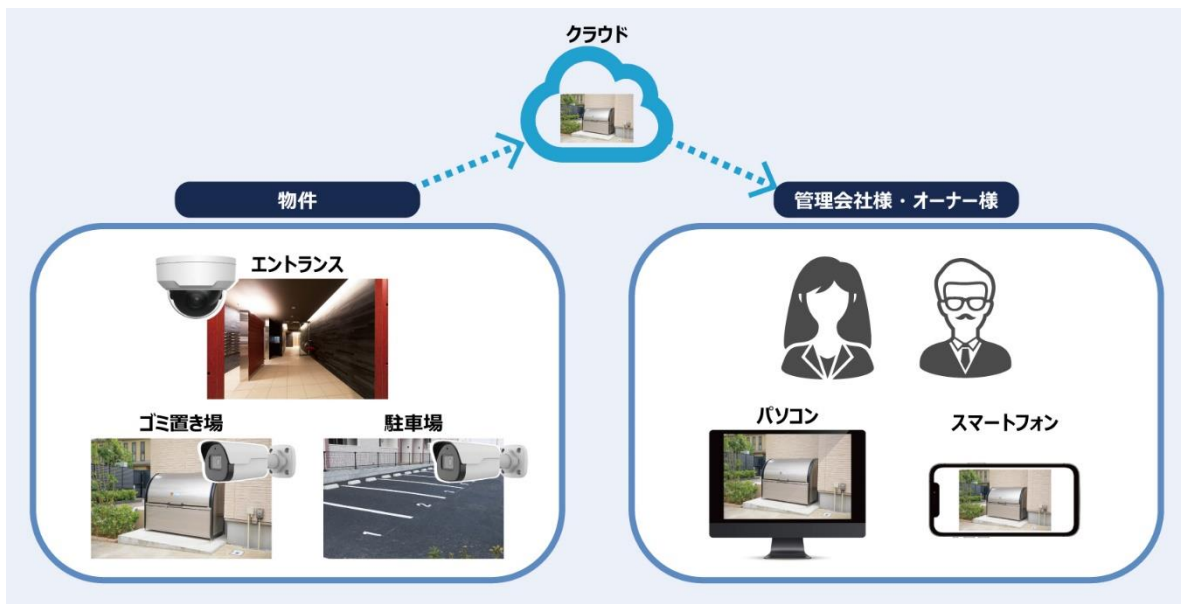 クラウド
物件
管理会社様・オーナー様
エントランス
ゴミ置き場
駐車場
パソコン
スマートフォン
1
2